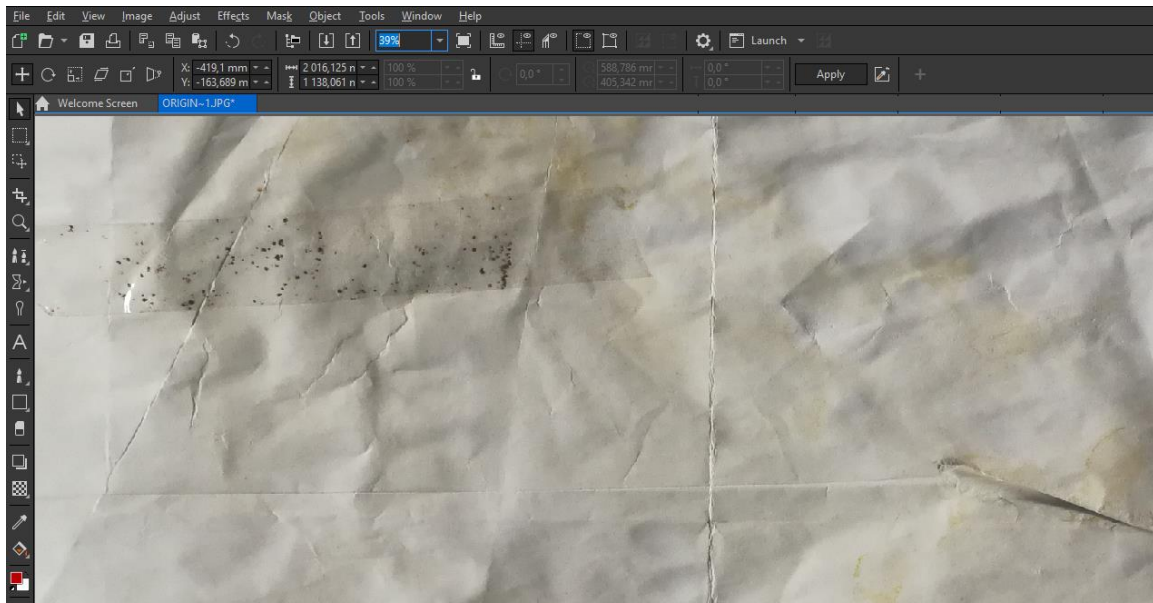 File Edit View Image Adjust Effects Mask Object Tools Window Help
39% Launch
X: -419,1 mm 2 016,125 n 100 % 0,0 ° 588,786 mr 0,0 ° Apply
Y: -163,689 m 1 138,061 n 100 % 405,342 mr 0,0 °
Welcome Screen ORIGIN~1.JPG*